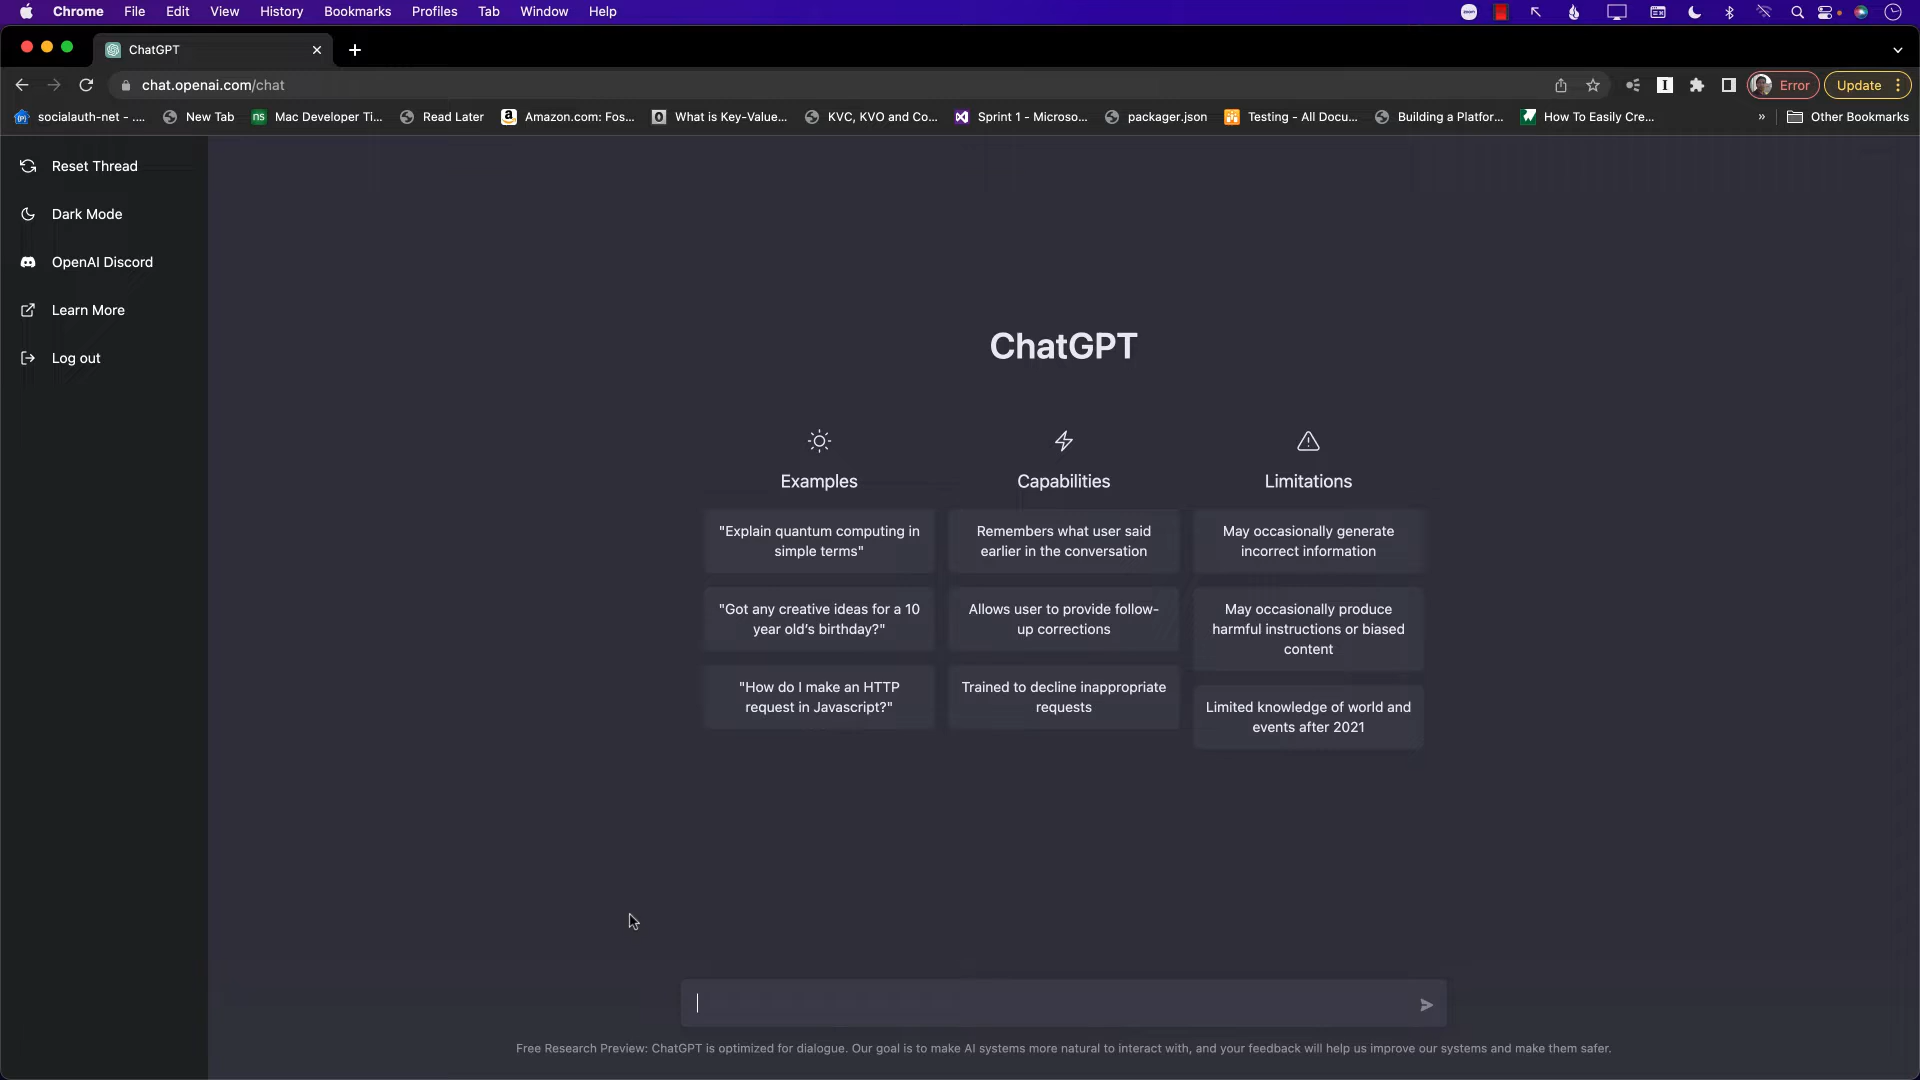 Chrome File Edit View History Bookmarks Profiles Tab Window Help
zoom
ChatGPT
chat.openai.com/chat
Error
Update
socialauth-net - ....
New Tab
ns Mac Developer Ti...
Read Later
Amazon.com: Fos...
What is Key-Value...
KVC, KVO and Co...
Sprint 1 - Microso...
packager.json
Testing - All Docu...
Building a Platfor...
How To Easily Cre...
»
Other Bookmarks
Reset Thread
Dark Mode
OpenAI Discord
Learn More
Log out
ChatGPT
Examples
"Explain quantum computing in
simple terms"
"Got any creative ideas for a 10
year old's birthday?"
"How do I make an HTTP
request in Javascript?"
Capabilities
Remembers what user said
earlier in the conversation
Allows user to provide follow-
up corrections
Trained to decline inappropriate
requests
Limitations
May occasionally generate
incorrect information
May occasionally produce
harmful instructions or biased
content
Limited knowledge of world and
events after 2021
Free Research Preview: ChatGPT is optimized for dialogue. Our goal is to make AI systems more natural to interact with, and your feedback will help us improve our systems and make them safer.